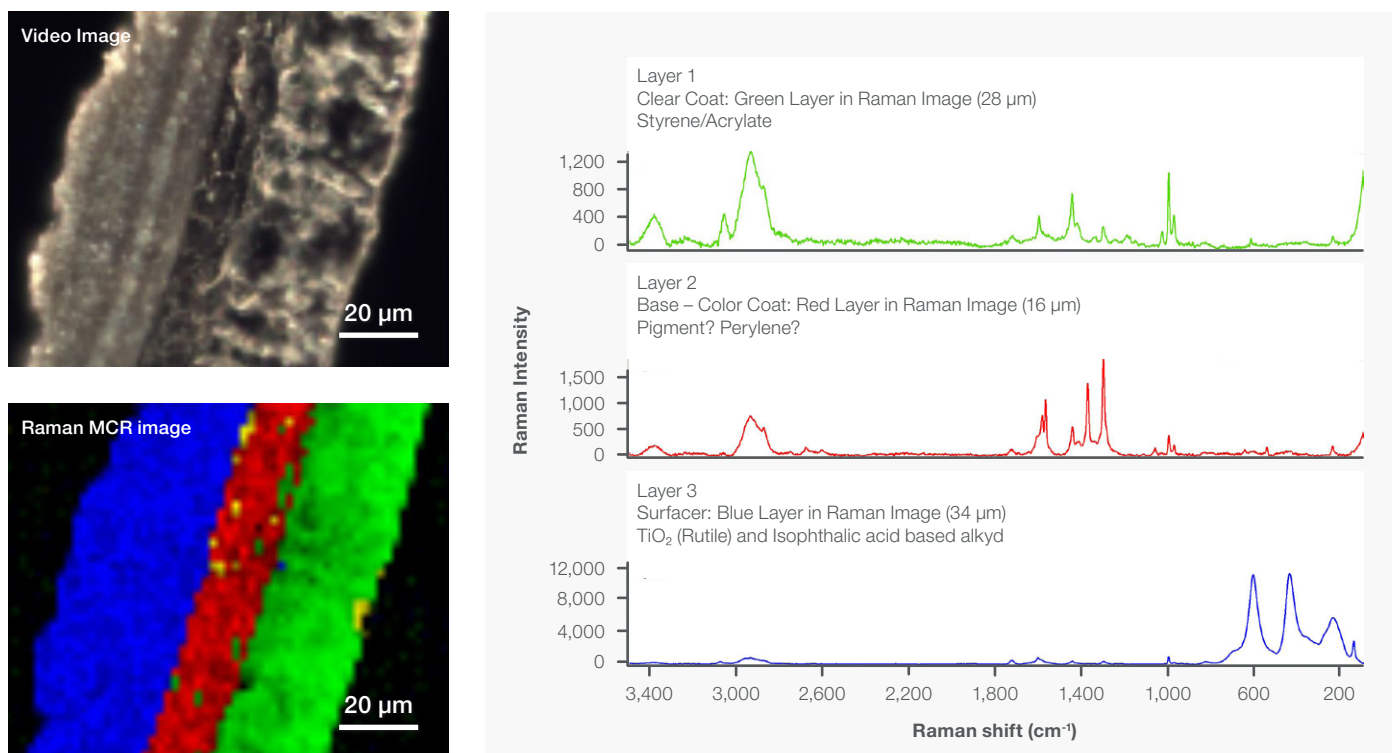 Video Image
20 µm
Raman MCR image
20 µm
Raman Intensity
Layer 1
Clear Coat: Green Layer in Raman Image (28 µm)
Styrene/Acrylate
1,200
800
400
0
Layer 2
Base – Color Coat: Red Layer in Raman Image (16 µm)
Pigment? Perylene?
1,500
1,000
500
0
Layer 3
Surfacer: Blue Layer in Raman Image (34 µm)
TiO₂ (Rutile) and Isophthalic acid based alkyd
12,000
8,000
4,000
0
3,400 3,000 2,600 2,200 1,800 1,400 1,000 600 200
Raman shift (cm⁻¹)